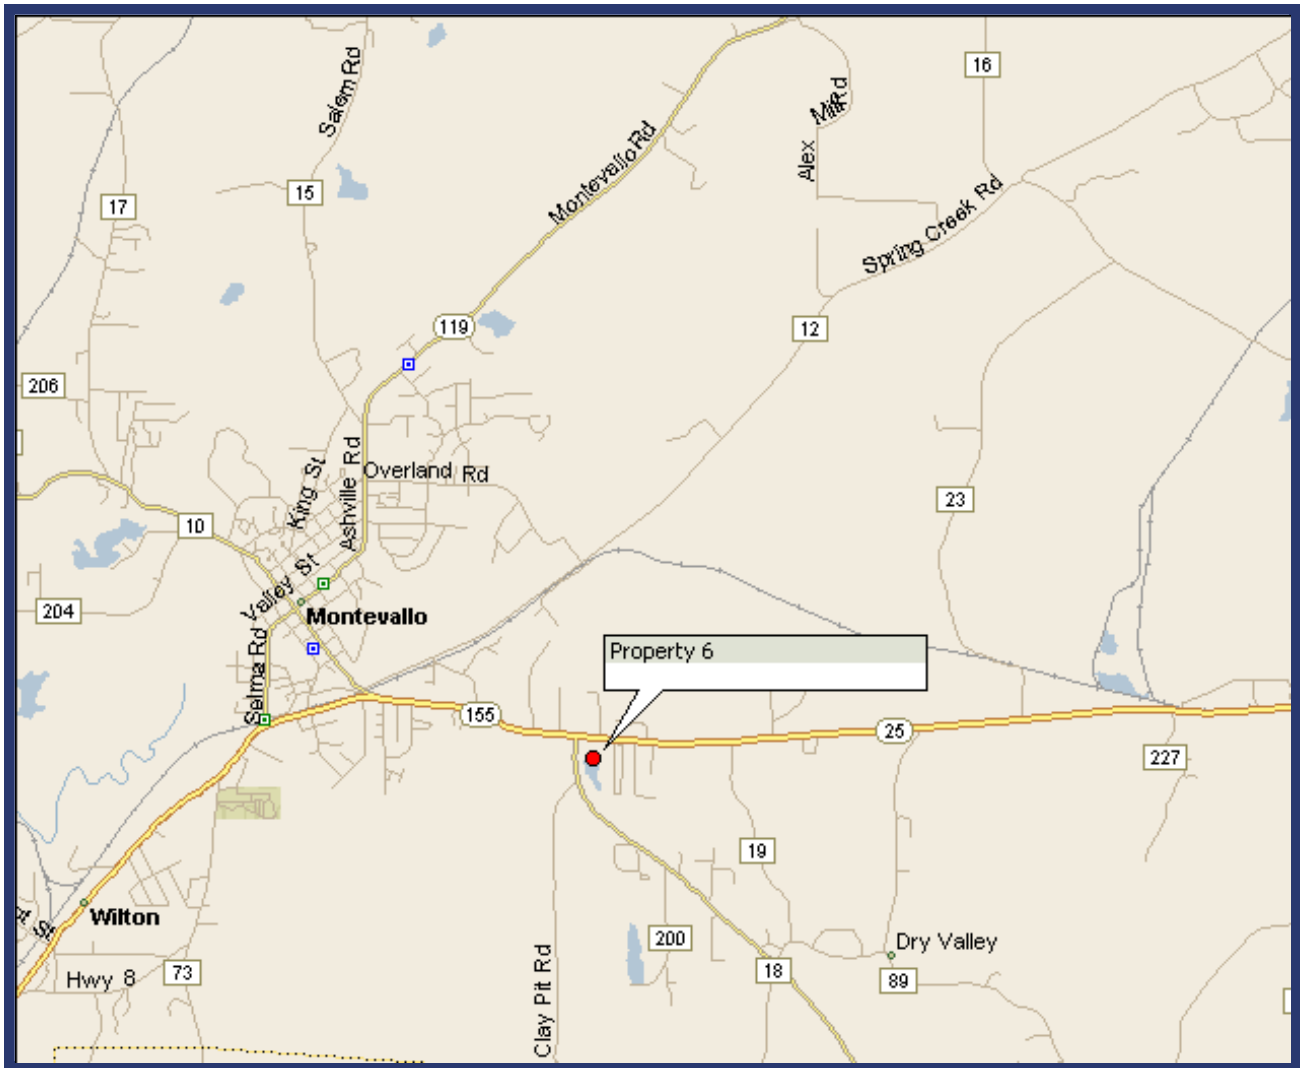 16
Salem Rd
Mill Rd
Alex
Montevallo Rd
17
15
Spring Creek Rd
119
12
206
King St
Ashville Rd
Overland Rd
23
10
Valley St
204
Montevallo
Selma Rd
Property 6
155
25
227
19
Wilton
St
200
Dry Valley
Hwy 8
73
18
89
Clay Pit Rd